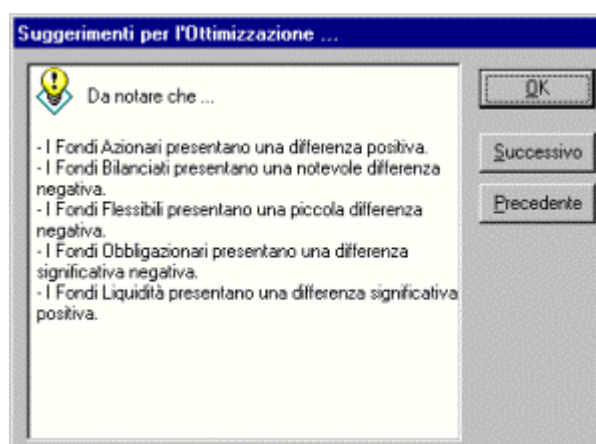 Suggerimenti per l'Ottimizzazione ...
Da notare che ...
OK
- I Fondi Azionari presentano una differenza positiva.
- I Fondi Bilanciati presentano una notevole differenza
negativa.
Successivo
- I Fondi Flessibili presentano una piccola differenza
negativa.
Precedente
- I Fondi Obbligazionari presentano una differenza
significativa negativa.
- I Fondi Liquidità presentano una differenza significativa
positiva.